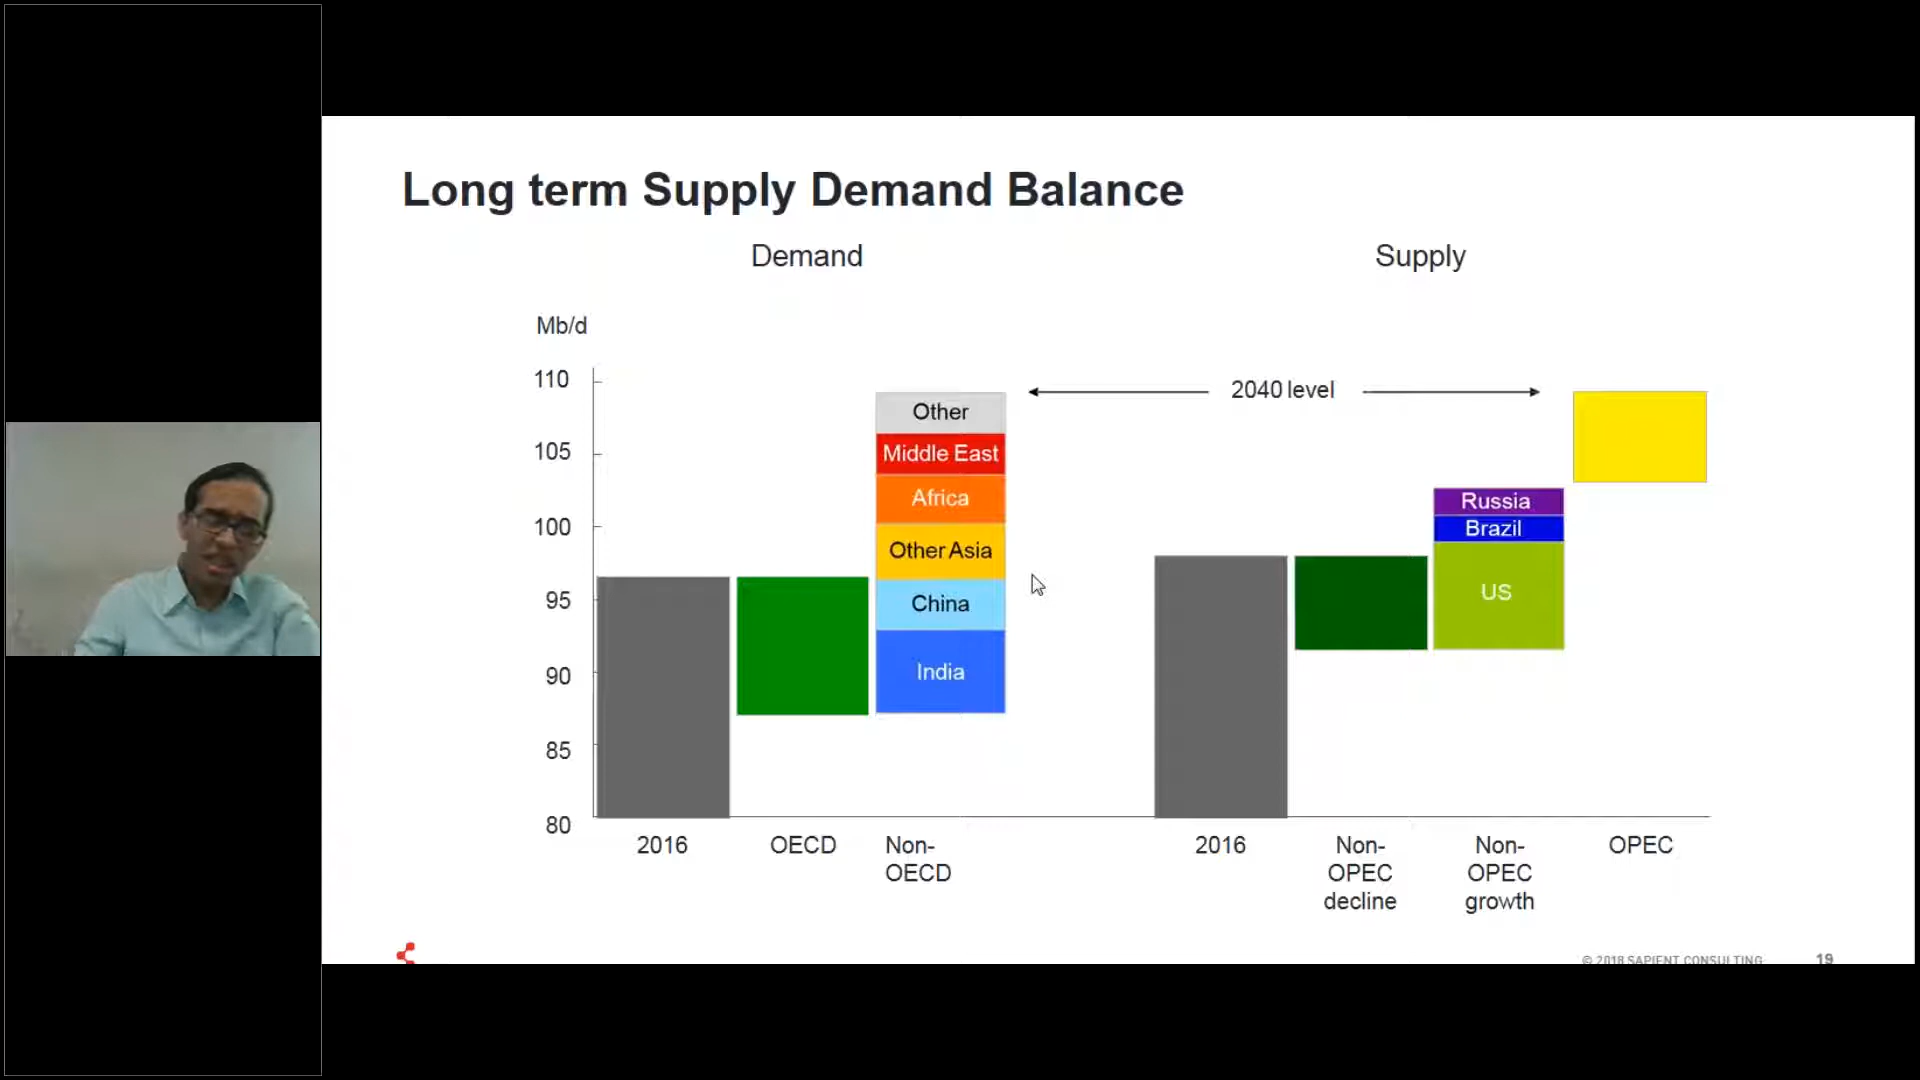 Long term Supply Demand Balance
Demand
Supply
Mb/d
110
105
100
95
90
85
80
Other
Middle East
Africa
Other Asia
China
India
2040 level
Russia
Brazil
US
2016
OECD
Non-
OECD
2016
Non-
OPEC
decline
Non-
OPEC
growth
OPEC
© 2018 SAPIENT CONSULTING
19